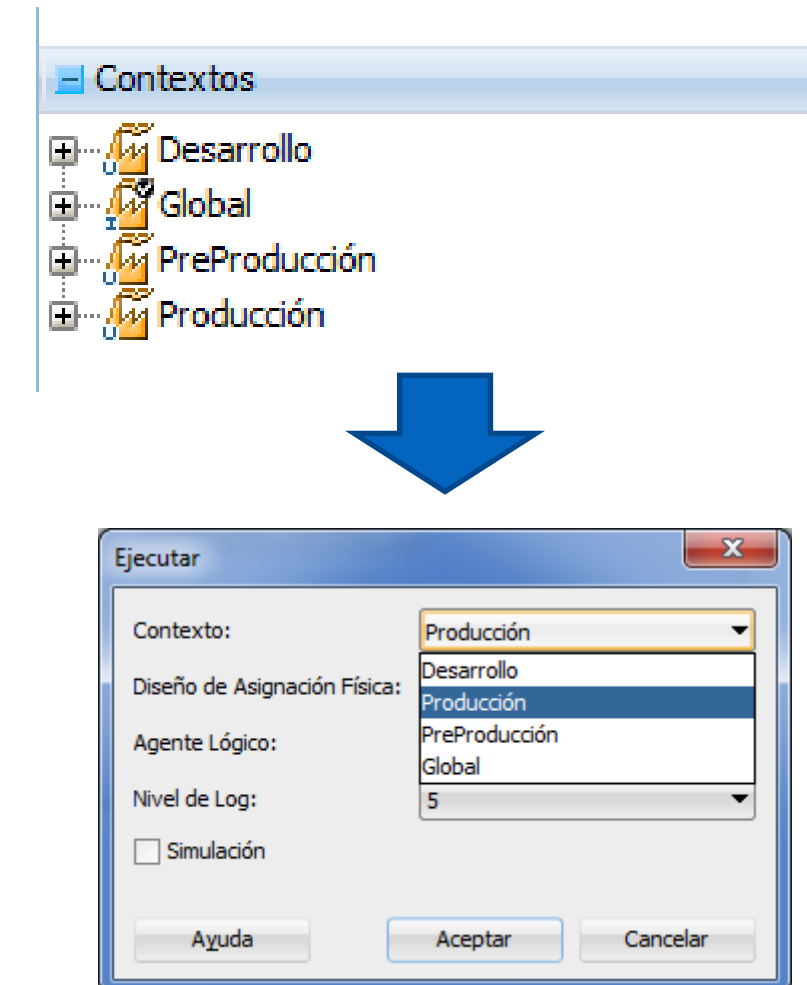 Contextos
Desarrollo
Global
PreProducción
Producción
Ejecutar
Contexto:
Producción
Desarrollo
Producción
PreProducción
Global
Diseño de Asignación Física:
Agente Lógico:
Nivel de Log:
5
Simulación
Ayuda
Aceptar
Cancelar